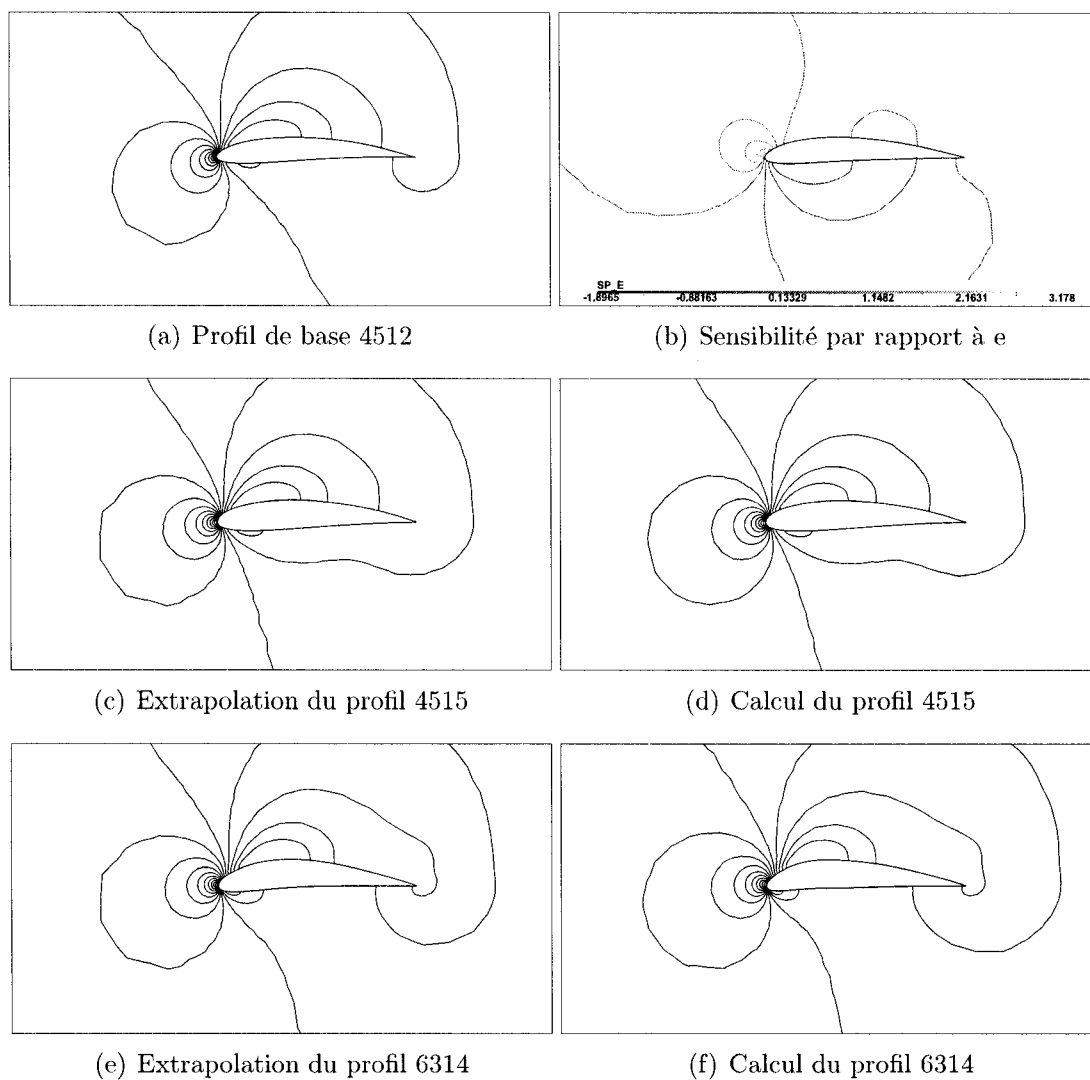 SP_E
-1.8965 -0.88163 0.13329 1.1482 2.1631 3.178
(a) Profil de base 4512
(b) Sensibilité par rapport à e
(c) Extrapolation du profil 4515
(d) Calcul du profil 4515
(e) Extrapolation du profil 6314
(f) Calcul du profil 6314